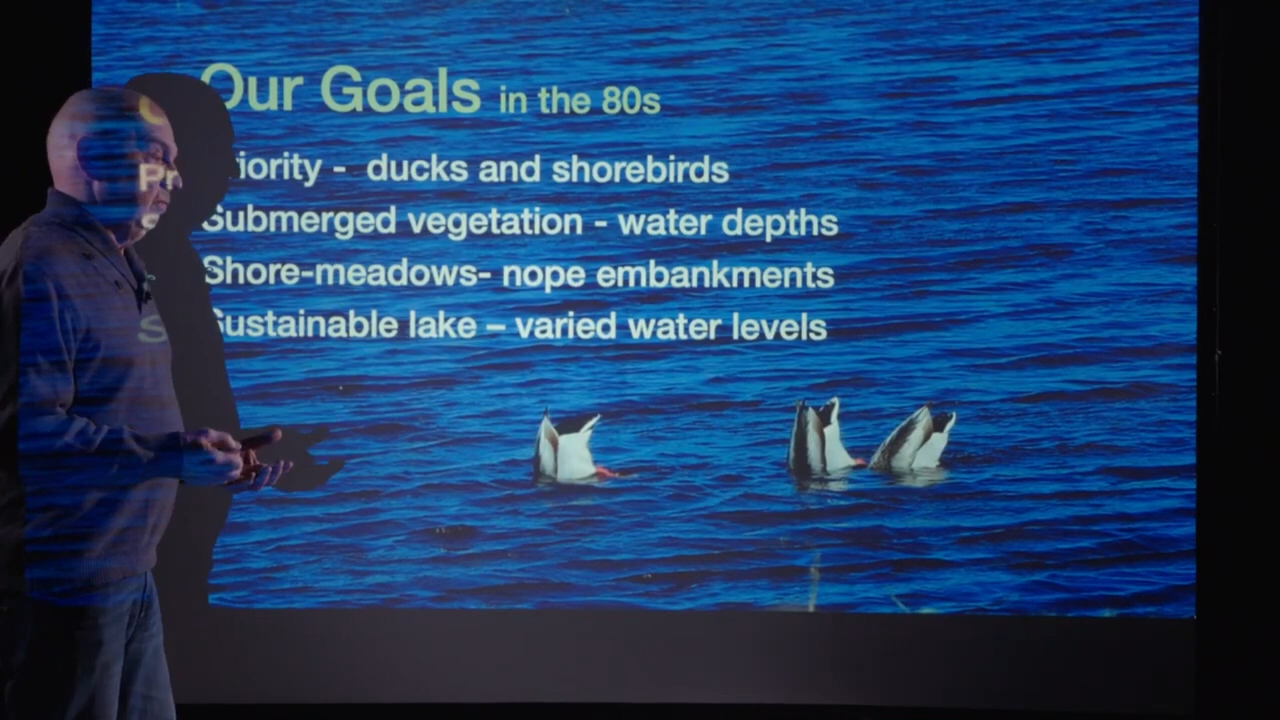 Our Goals in the 80s
Priority - ducks and shorebirds
Submerged vegetation - water depths
Shore-meadows- nope embankments
Sustainable lake – varied water levels